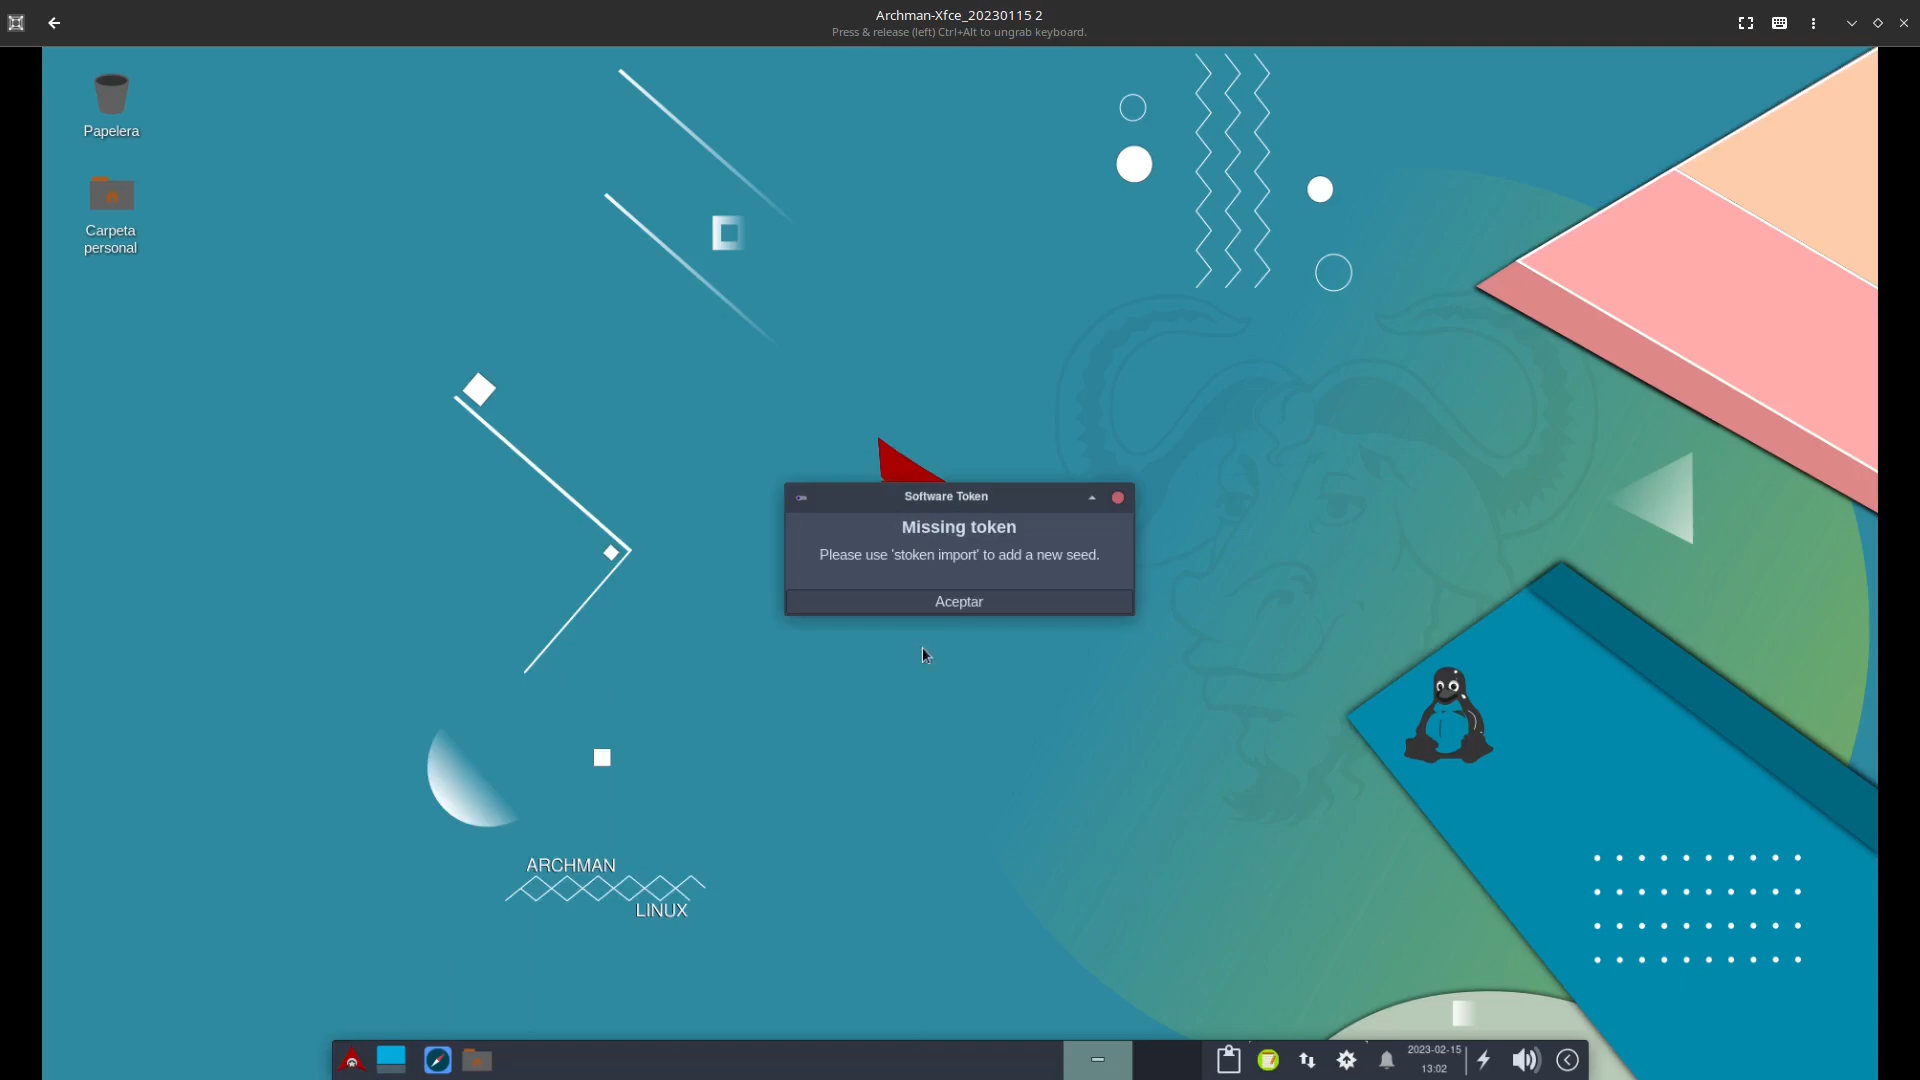 Archman-Xfce_20230115 2
Press & release (left) Ctrl+Alt to ungrab keyboard.
Papelera
Carpeta
personal
Software Token
Missing token
Please use 'stoken import' to add a new seed.
Aceptar
ARCHMAN
LINUX
2023-02-15
13:02